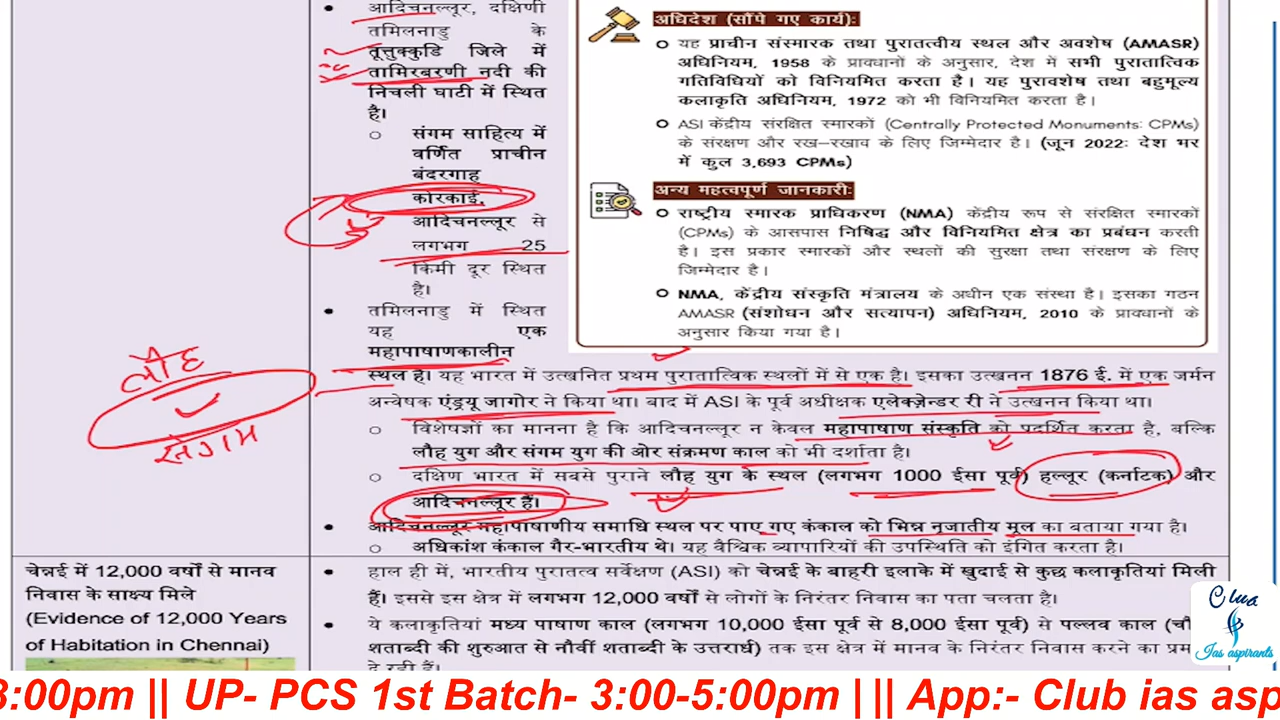 आदिचनल्लूर, दक्षिणी
तमिलनाडु के
तूत्तुक्कुडि जिले में
तामिरबरणी नदी की
निचली घाटी में स्थित
है।
संगम साहित्य में
वर्णित प्राचीन
बंदरगाह
कोरकाई,
आदिचनल्लूर से
लगभग 25
किमी दूर स्थित
है।
तमिलनाडु में स्थित
यह एक
महापाषाणकालीन
स्थल है। यह भारत में उत्खनित प्रथम पुरातात्विक स्थलों में से एक है। इसका उत्खनन 1876 ई. में एक जर्मन
अन्वेषक एंड्रयू जागोर ने किया था। बाद में ASI के पूर्व अधीक्षक एलेक्ज़ेन्डर री ने उत्खनन किया था।
विशेषज्ञों का मानना है कि आदिचनल्लूर न केवल महापाषाण संस्कृति को प्रदर्शित करता है, बल्कि
लौह युग और संगम युग की ओर संक्रमण काल को भी दर्शाता है।
दक्षिण भारत में सबसे पुराने लौह युग के स्थल (लगभग 1000 ईसा पूर्व) हल्लूर (कर्नाटक) और
आदिचनल्लूर हैं।
आदिचनल्लूर महापाषाणीय समाधि स्थल पर पाए गए कंकाल को भिन्न नृजातीय मूल का बताया गया है।
अधिकांश कंकाल गैर-भारतीय थे। यह वैश्विक व्यापारियों की उपस्थिति को इंगित करता है।
अधिदेश (सौंपे गए कार्य):
यह प्राचीन संस्मारक तथा पुरातत्वीय स्थल और अवशेष (AMASR)
अधिनियम, 1958 के प्रावधानों के अनुसार, देश में सभी पुरातात्विक
गतिविधियों को विनियमित करता है। यह पुरावशेष तथा बहुमूल्य
कलाकृति अधिनियम, 1972 को भी विनियमित करता है।
ASI केंद्रीय संरक्षित स्मारकों (Centrally Protected Monuments: CPMs)
के संरक्षण और रख-रखाव के लिए जिम्मेदार है। (जून 2022: देश भर
में कुल 3,693 CPMs)
अन्य महत्वपूर्ण जानकारी:
राष्ट्रीय स्मारक प्राधिकरण (NMA) केंद्रीय रूप से संरक्षित स्मारकों
(CPMs) के आसपास निषिद्ध और विनियमित क्षेत्र का प्रबंधन करती
है। इस प्रकार स्मारकों और स्थलों की सुरक्षा तथा संरक्षण के लिए
जिम्मेदार है।
NMA, केंद्रीय संस्कृति मंत्रालय के अधीन एक संस्था है। इसका गठन
AMASR (संशोधन और सत्यापन) अधिनियम, 2010 के प्रावधानों के
अनुसार किया गया है।
लौह
संगम
चेन्नई में 12,000 वर्षों से मानव
निवास के साक्ष्य मिले
(Evidence of 12,000 Years
of Habitation in Chennai)
हाल ही में, भारतीय पुरातत्व सर्वेक्षण (ASI) को चेन्नई के बाहरी इलाके में खुदाई से कुछ कलाकृतियां मिली
हैं। इससे इस क्षेत्र में लगभग 12,000 वर्षों से लोगों के निरंतर निवास का पता चलता है।
ये कलाकृतियां मध्य पाषाण काल (लगभग 10,000 ईसा पूर्व से 8,000 ईसा पूर्व) से पल्लव काल
शताब्दी की शुरुआत से नौवीं शताब्दी के उत्तरार्ध) तक इस क्षेत्र में मानव के निरंतर निवास करने का
दे रही हैं।
Club
Ias aspirants
3:00pm || UP- PCS 1st Batch- 3:00-5:00pm | || App:- Club ias asp